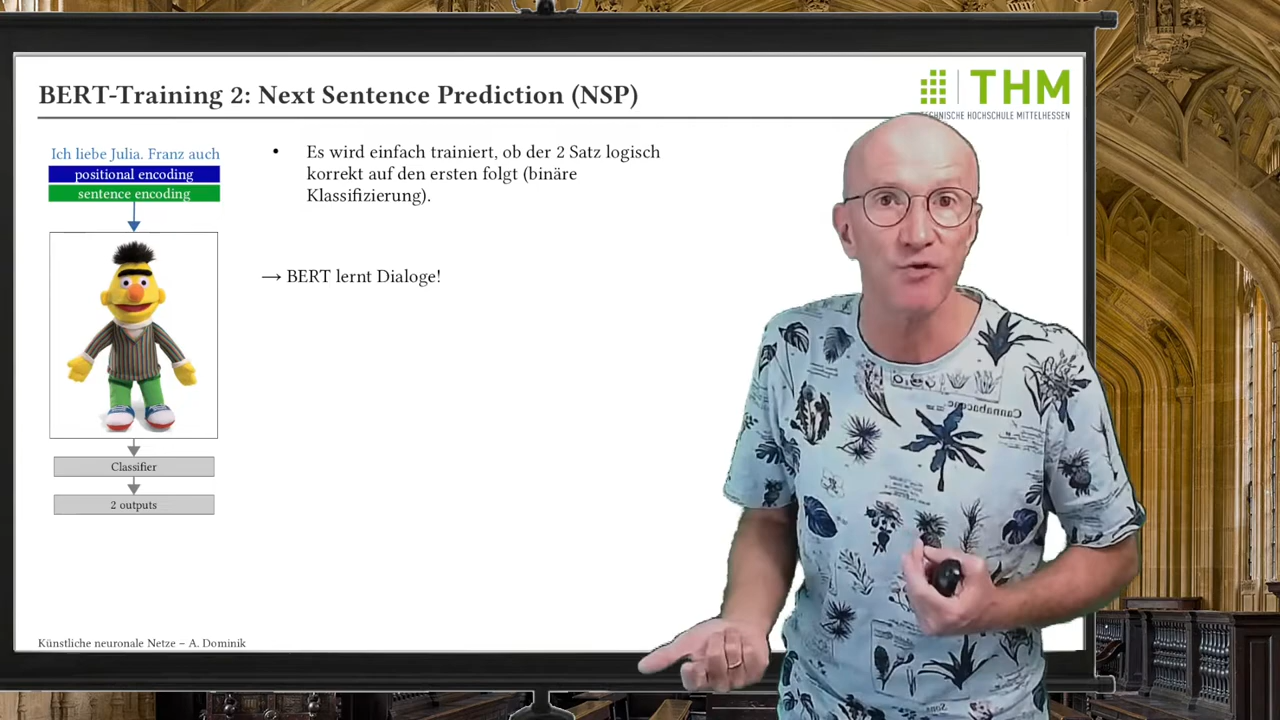 BERT-Training 2: Next Sentence Prediction (NSP)
THM
TECHNISCHE HOCHSCHULE MITTELHESSEN
Ich liebe Julia. Franz auch
positional encoding
sentence encoding
• Es wird einfach trainiert, ob der 2 Satz logisch
korrekt auf den ersten folgt (binäre
Klassifizierung).
→ BERT lernt Dialoge!
Classifier
2 outputs
Cannabaceae
Künstliche neuronale Netze – A. Dominik